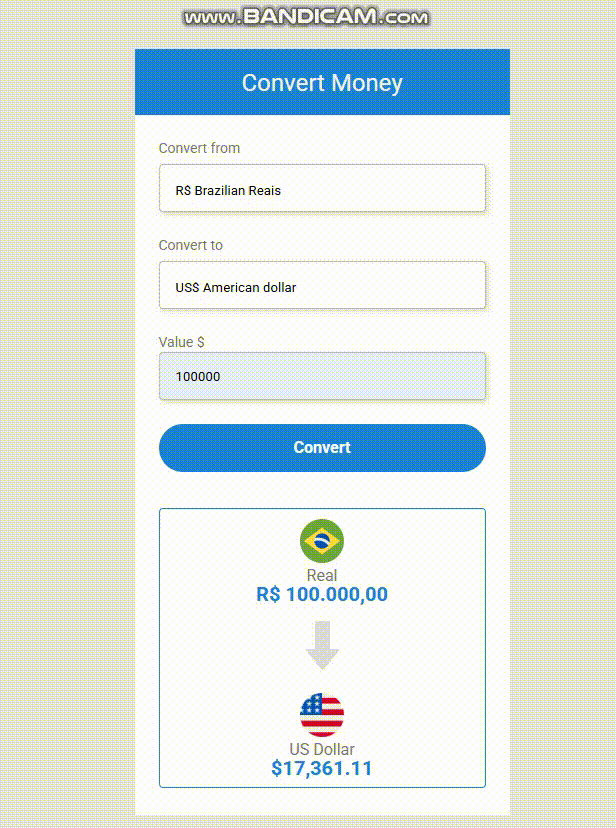 www.BANDICAM.com
Convert Money
Convert from
R$ Brazilian Reais
Convert to
US$ American dollar
Value $
100000
Convert
Real
R$ 100.000,00
US Dollar
$17,361.11